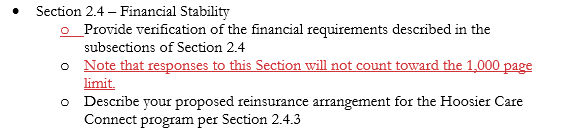 • Section 2.4 – Financial Stability
o Provide verification of the financial requirements described in the
subsections of Section 2.4
o Note that responses to this Section will not count toward the 1,000 page
limit.
o Describe your proposed reinsurance arrangement for the Hoosier Care
Connect program per Section 2.4.3